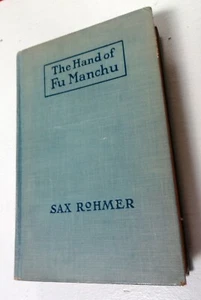 The Hand of
Fu Manchu
SAX ROHMER